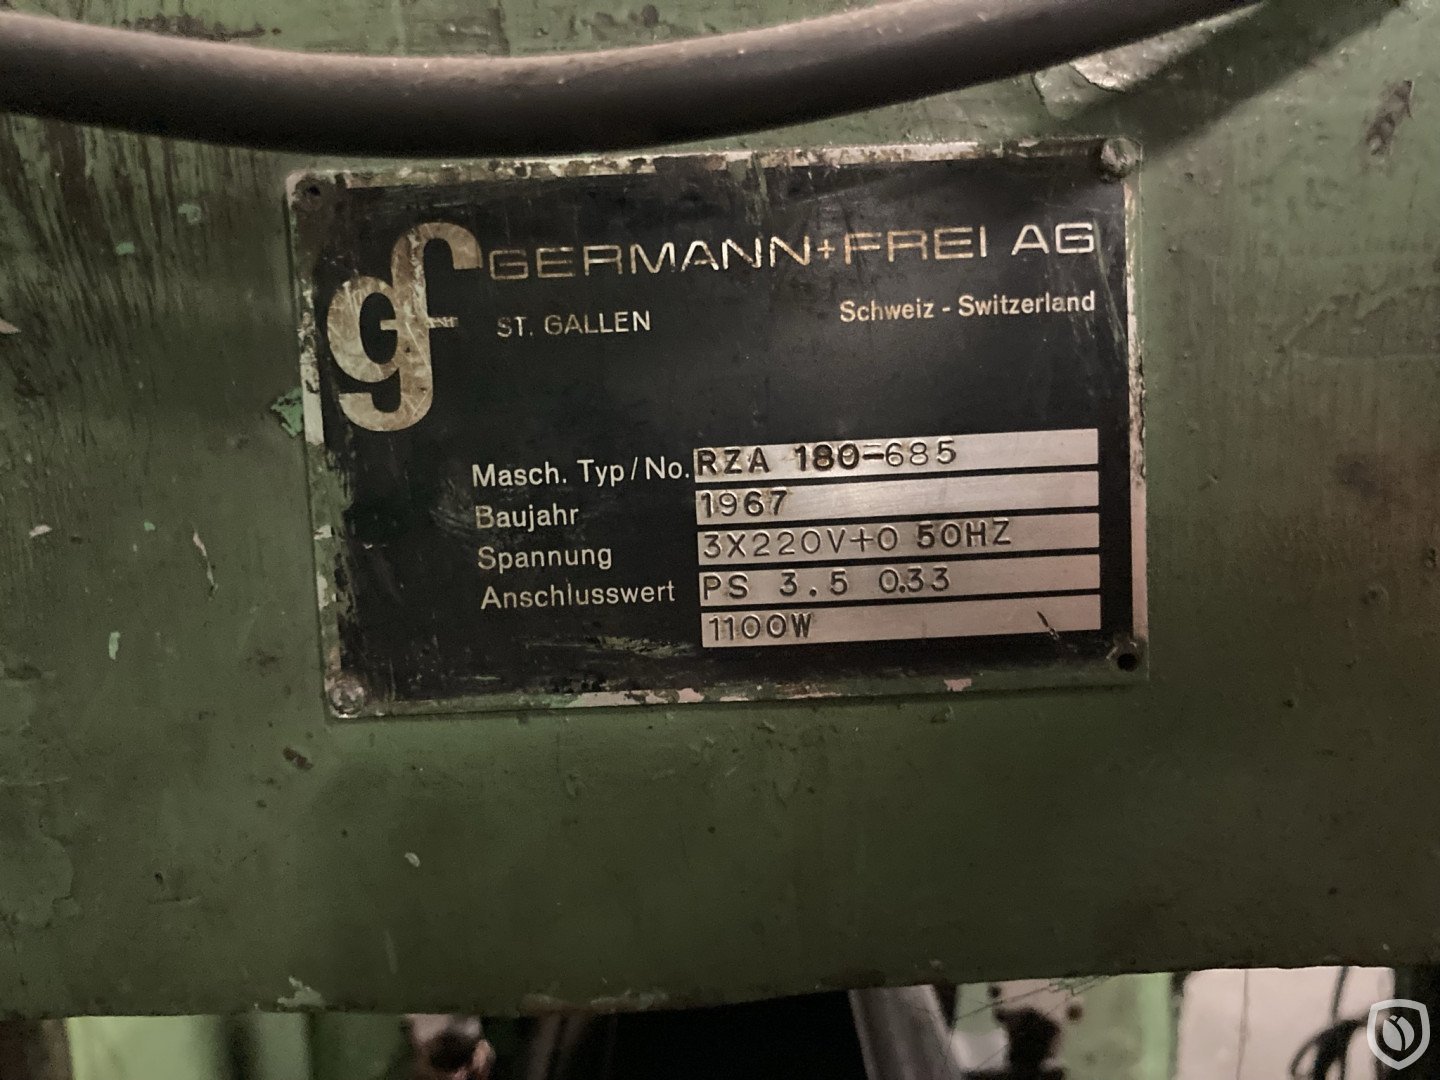 gf GERMANN+FREI AG
ST. GALLEN Schweiz - Switzerland
Masch. Typ/No. RZA 180-685
Baujahr 1967
Spannung 3X220V+0 50HZ
Anschlusswert PS 3.5 0.33
1100W